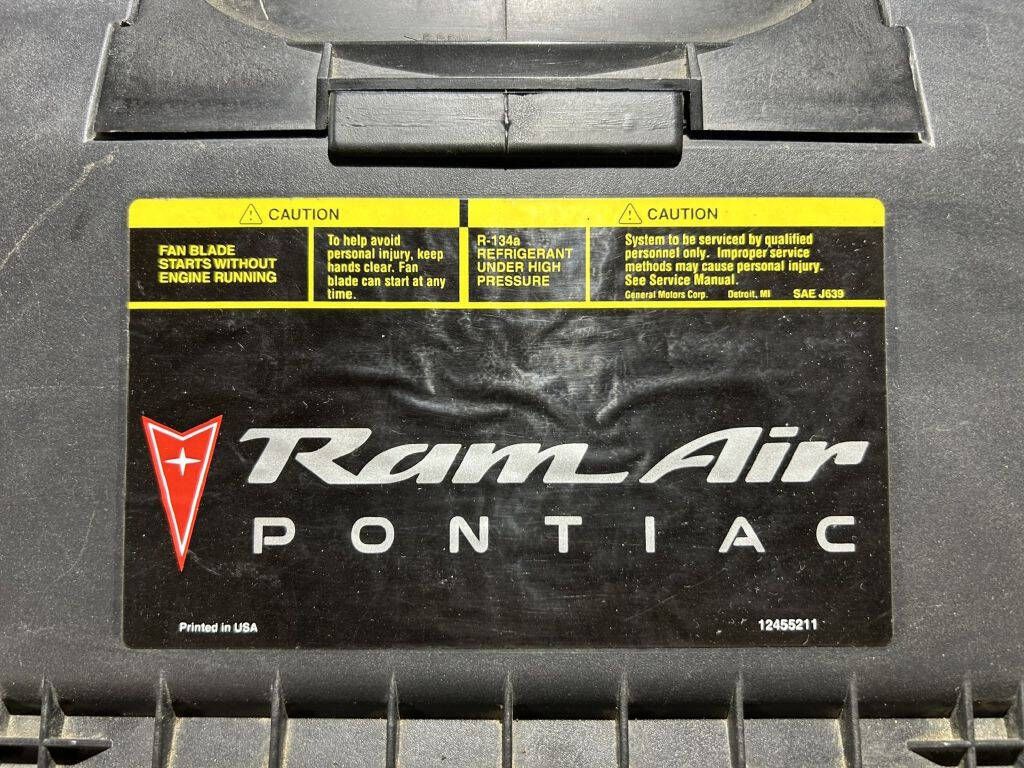 CAUTION
FAN BLADE
STARTS WITHOUT
ENGINE RUNNING
To help avoid
personal injury, keep
hands clear. Fan
blade can start at any
time.
CAUTION
R-134a
REFRIGERANT
UNDER HIGH
PRESSURE
System to be serviced by qualified
personnel only. Improper service
methods may cause personal injury.
See Service Manual.
General Motors Corp. Detroit, MI SAE J639
Ram Air
PONTIAC
Printed in USA
12455211